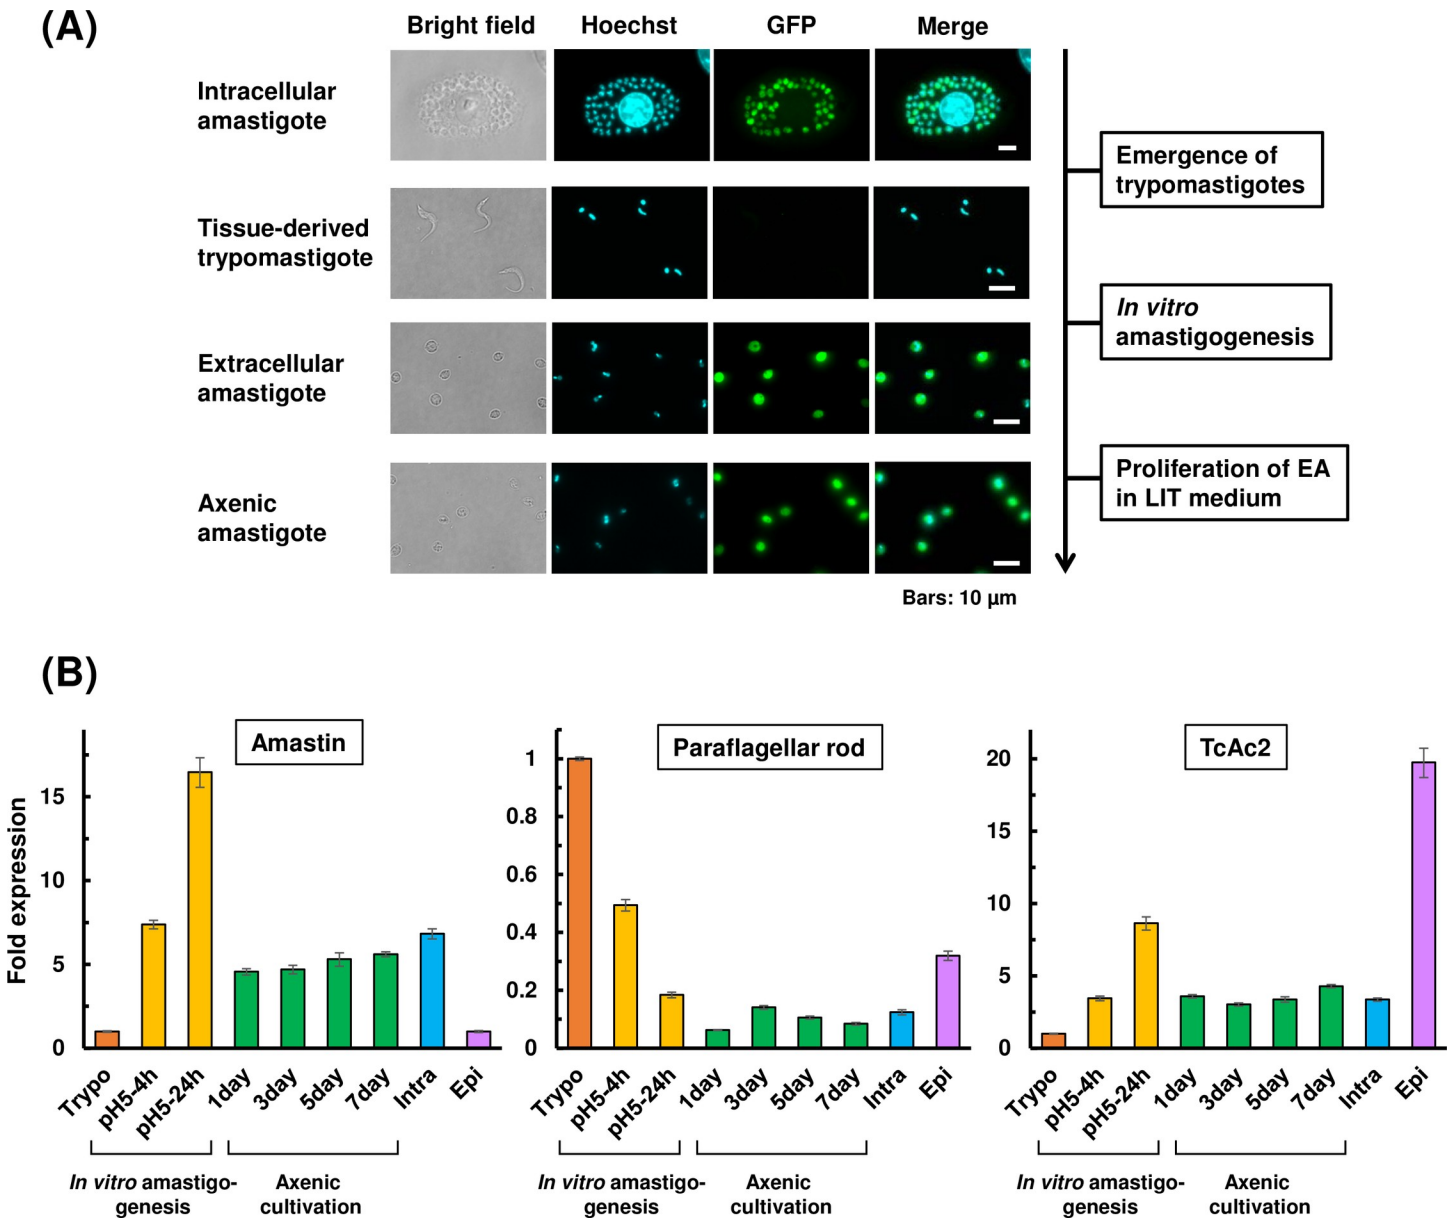 (A)
Bright field Hoechst GFP Merge
Intracellular
amastigote
Emergence of
trypomastigotes
Tissue-derived
trypomastigote
In vitro
amastigogenesis
Extracellular
amastigote
Proliferation of EA
in LIT medium
Axenic
amastigote
Bars: 10 µm
(B)
Amastin
Fold expression
15
10
5
0
Trypo pH5-4h pH5-24h 1day 3day 5day 7day Intra Epi
In vitro amastigo-
genesis
Axenic
cultivation
Paraflagellar rod
1
0.8
0.6
0.4
0.2
0
Trypo pH5-4h pH5-24h 1day 3day 5day 7day Intra Epi
In vitro amastigo-
genesis
Axenic
cultivation
TcAc2
20
15
10
5
0
Trypo pH5-4h pH5-24h 1day 3day 5day 7day Intra Epi
In vitro amastigo-
genesis
Axenic
cultivation